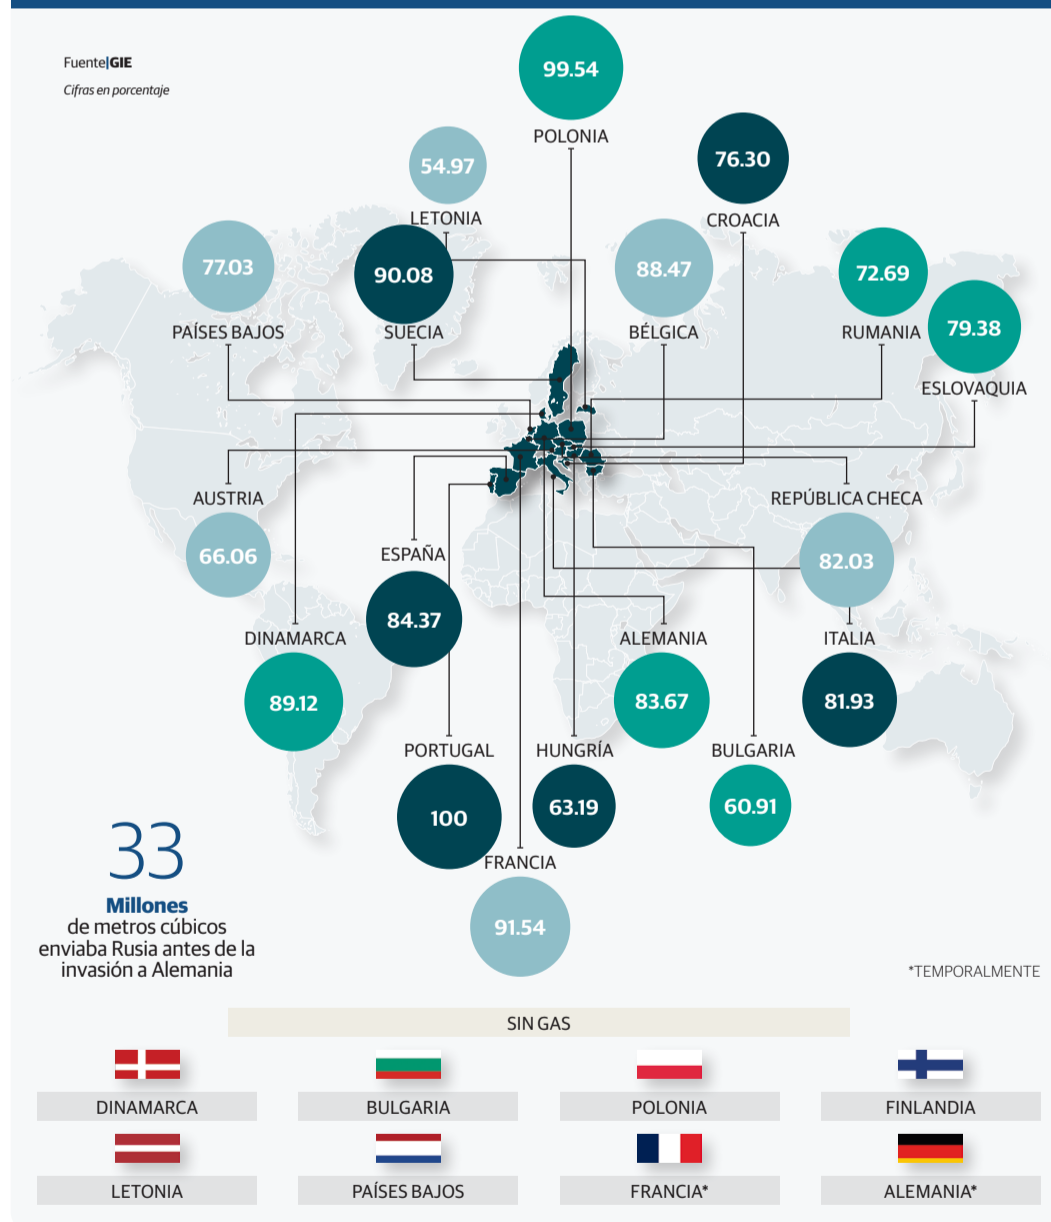 Fuente|GIE
Cifras en porcentaje
99.54
POLONIA
54.97
LETONIA
76.30
CROACIA
77.03
PAÍSES BAJOS
90.08
SUECIA
88.47
BÉLGICA
72.69
RUMANIA
79.38
ESLOVAQUIA
AUSTRIA
66.06
ESPAÑA
84.37
REPÚBLICA CHECA
82.03
DINAMARCA
89.12
ALEMANIA
83.67
ITALIA
81.93
PORTUGAL
100
HUNGRÍA
63.19
BULGARIA
60.91
FRANCIA
91.54
33
Millones
de metros cúbicos
enviaba Rusia antes de la
invasión a Alemania
*TEMPORALMENTE
SIN GAS
DINAMARCA
BULGARIA
POLONIA
FINLANDIA
LETONIA
PAÍSES BAJOS
FRANCIA*
ALEMANIA*